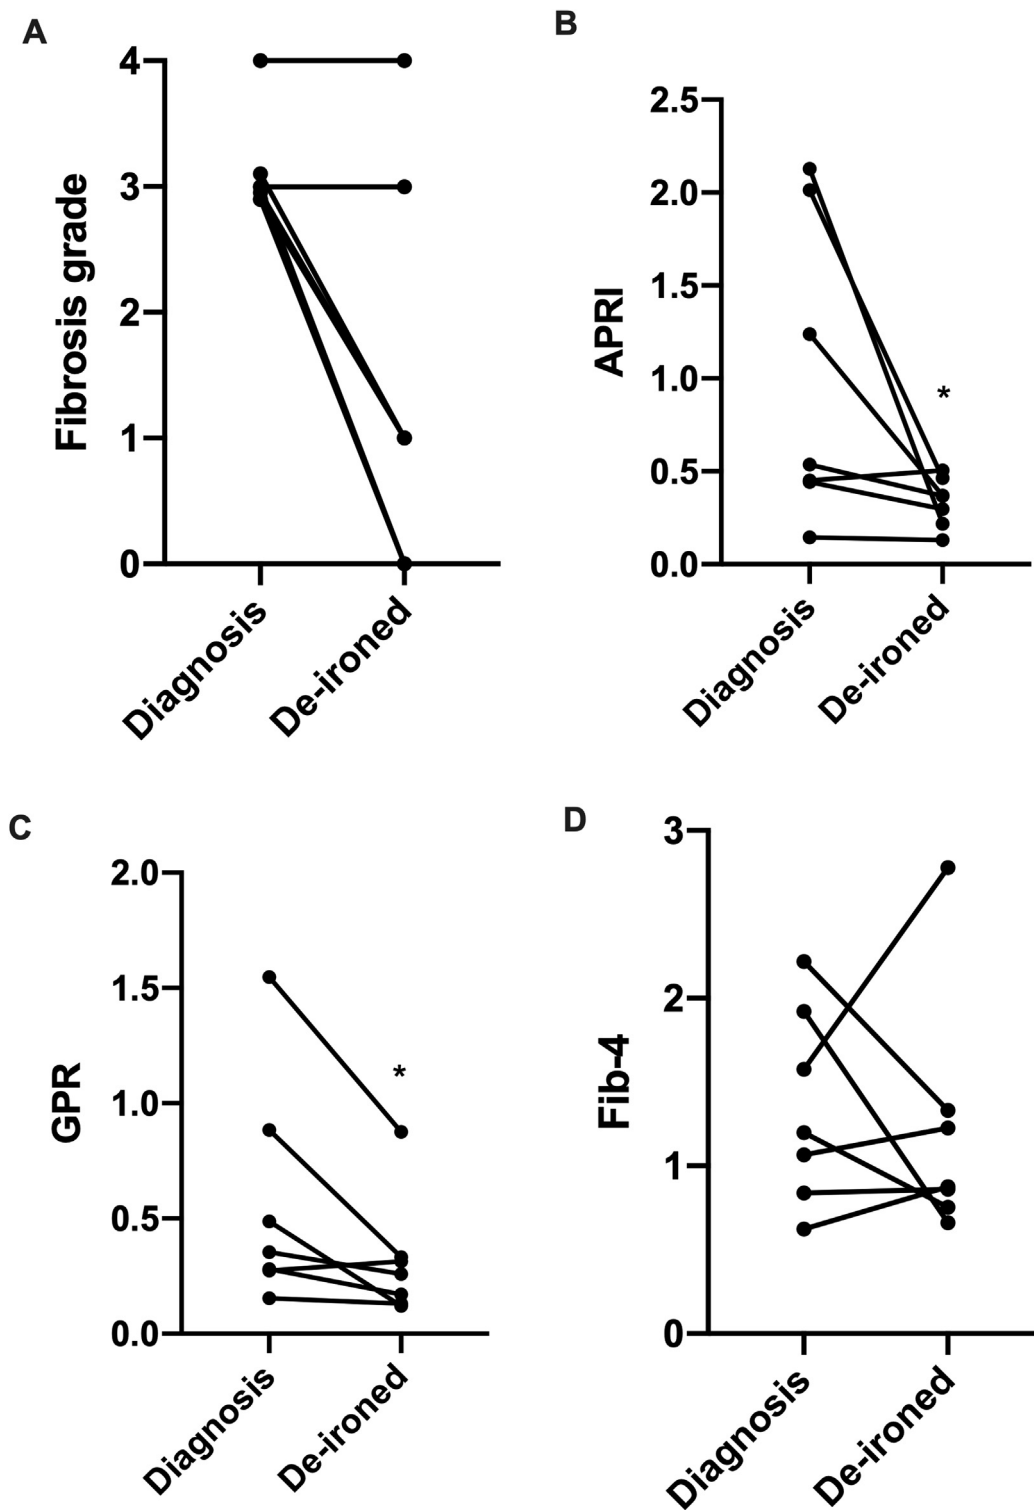 A
Fibrosis grade
4
3
2
1
0
Diagnosis
De-ironed
B
APRI
2.5
2.0
1.5
1.0
0.5
0.0
*
Diagnosis
De-ironed
C
GPR
2.0
1.5
1.0
0.5
0.0
*
Diagnosis
De-ironed
D
Fib-4
3
2
1
0
Diagnosis
De-ironed